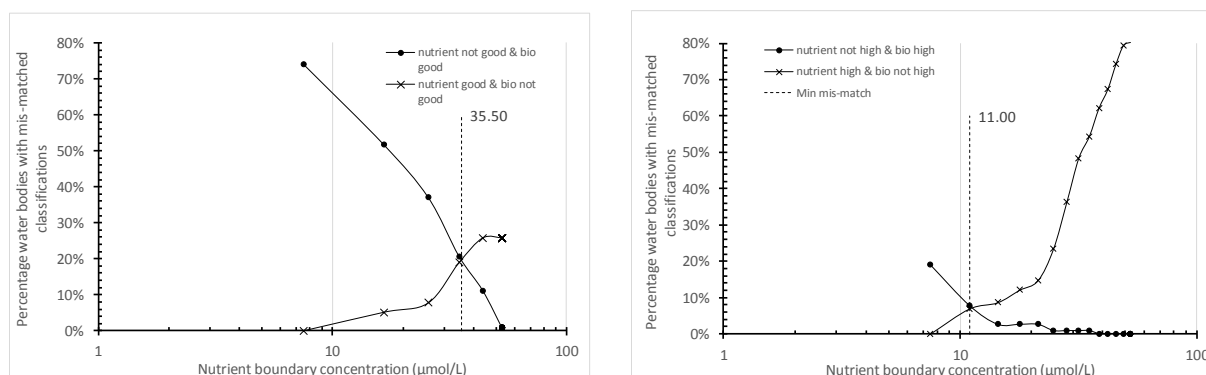 80%
70%
60%
50%
40%
30%
20%
10%
0%
1
10
100
Percentage water bodies with mis-matched
classifications
Nutrient boundary concentration (µmol/L)
nutrient not good & bio
good
nutrient good & bio not
good
35.50
80%
70%
60%
50%
40%
30%
20%
10%
0%
1
10
100
Percentage water bodies with mis-matched
classifications
Nutrient boundary concentration (µmol/L)
nutrient not high & bio high
nutrient high & bio not high
Min mis-match
11.00